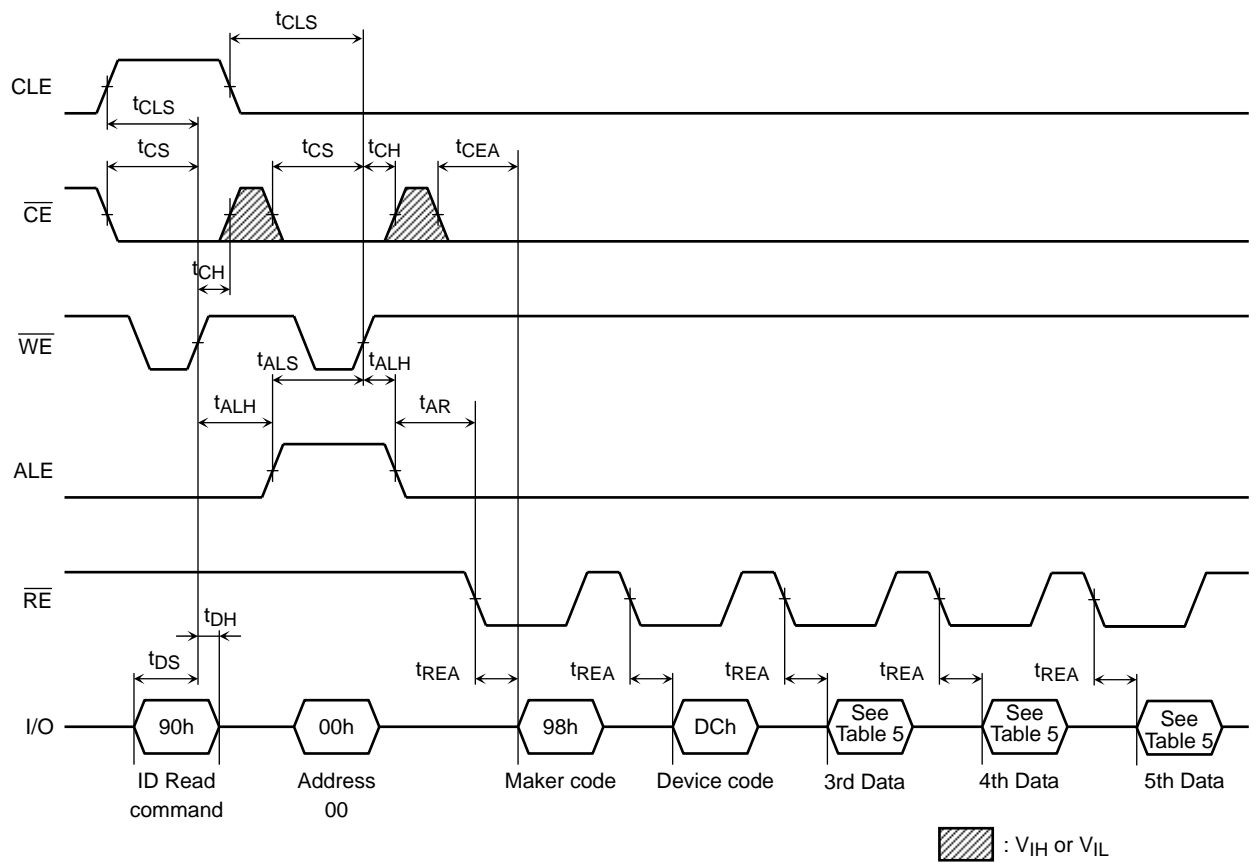 tCLS
CLE
tCLS
tCS tCS tCH tCEA
CE
tCH
WE
tALS tALH
tALH tAR
ALE
RE
tDH
tDS tREA tREA tREA tREA tREA
I/O 90h 00h 98h DCh See Table 5 See Table 5 See Table 5
ID Read command Address 00 Maker code Device code 3rd Data 4th Data 5th Data
: VIH or VIL